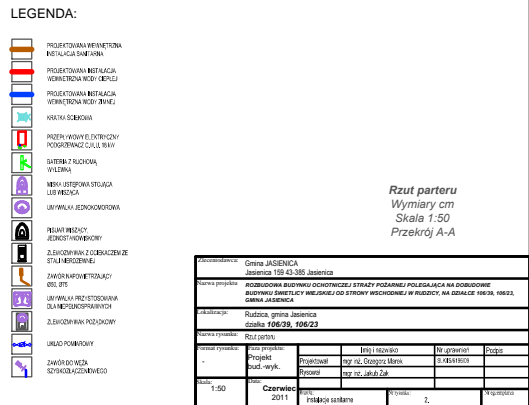 LEGENDA:
PROJEKTOWANA WEWNĘTRZNA
INSTALACJA SANITARNA
PROJEKTOWANA INSTALACJA
WEWNĘTRZNA WODY CIEPŁEJ
PROJEKTOWANA INSTALACJA
WEWNĘTRZNA WODY ZIMNEJ
KRATKA ŚCIEKOWA
PRZEPŁYWOWY ELEKTRYCZNY
PODGRZEWACZ C.W.U, 18 kW
BATERIA Z RUCHOMĄ
WYLEWKĄ
MISKA USTĘPOWA STOJĄCA
LUB WISZĄCA
UMYWALKA JEDNOKOMOROWA
PISUAR WISZĄCY,
JEDNOSTANOWISKOWY
ZLEWOZMYWAK Z OCIEKACZEM ZE
STALI NIERDZEWNEJ
ZAWÓR NAPOWIETRZAJĄCY
Ø50, Ø75
UMYWALKA PRZYSTOSOWANA
DLA NIEPEŁNOSPRAWNYCH
ZLEWOZMYWAK PORZĄDKOWY
UKŁAD POMIAROWY
ZAWÓR DO WĘŻA
SZYBKOZŁĄCZENIOWEGO
Rzut parteru
Wymiary cm
Skala 1:50
Przekrój A-A
Zleceniodawca: Gmina JASIENICA
Jasienica 159 43-385 Jasienica
Nazwa projektu ROZBUDOWA BUDYNKU OCHOTNICZEJ STRAŻY POŻARNEJ POLEGAJĄCA NA DOBUDOWIE
BUDYNKU ŚWIETLICY WIEJSKIEJ OD STRONY WSCHODNIEJ W RUDZICY, NA DZIAŁCE 106/39, 106/23,
GMINA JASIENICA
Lokalizacja: Rudzica, gmina Jasienica
działka 106/39, 106/23
Nazwa rysunku: Rzut parteru
Format rysunku: Faza projektu: Imię i nazwisko Nr uprawnień Podpis
- Projekt
bud.-wyk.
Projektował mgr inż. Grzegorz Marek
Rysował mgr inż. Jakub Żak
Skala: Data:
1:50 Czerwiec
2011
instalacje sanitarne
Nr rysunku: 2.
Nr egzemplarza